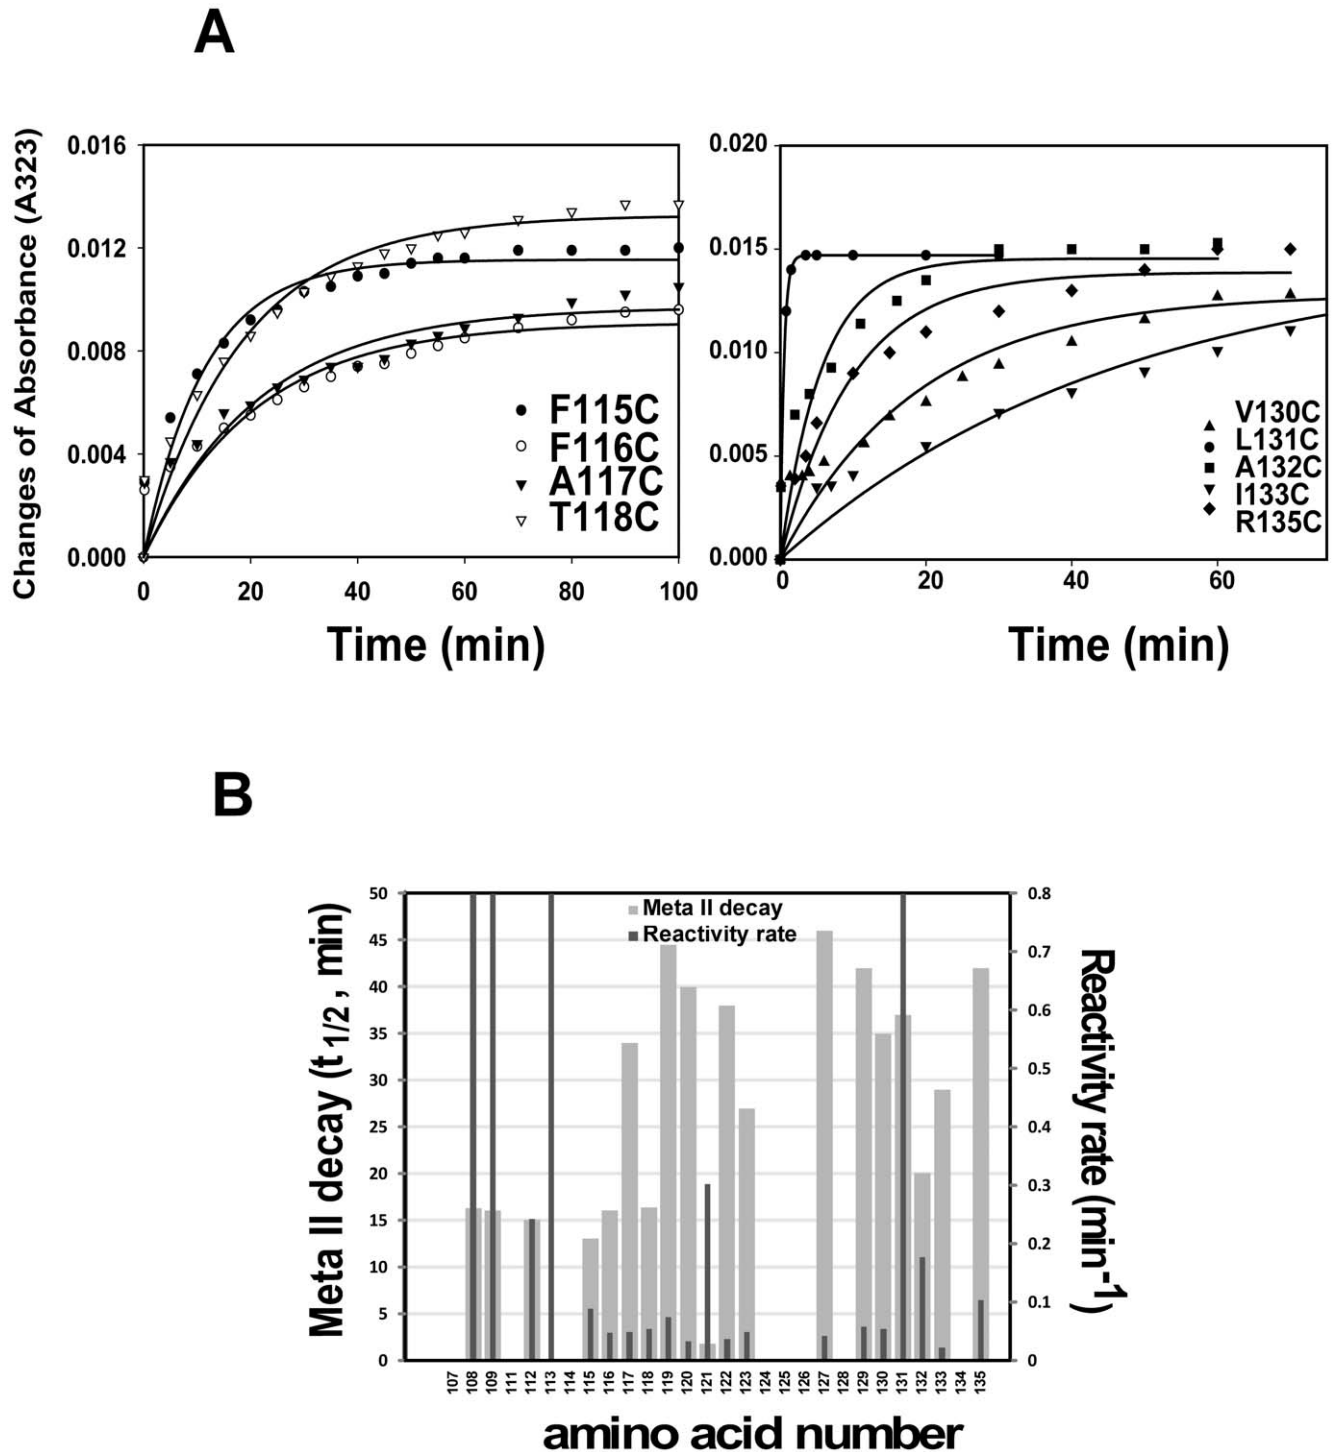 A
Changes of Absorbance (A323)
0.016
0.012
0.008
0.004
0.000
0 20 40 60 80 100
Time (min)
F115C
F116C
A117C
T118C
0.020
0.015
0.010
0.005
0.000
0 20 40 60
Time (min)
V130C
L131C
A132C
I133C
R135C
B
Meta II decay (t 1/2, min)
50
45
40
35
30
25
20
15
10
5
0
Meta II decay
Reactivity rate
0.8
0.7
0.6
0.5
0.4
0.3
0.2
0.1
0
Reactivity rate (min-1)
107 108 109 111 112 113 114 115 116 117 118 119 120 121 122 123 124 125 126 127 128 129 130 131 132 133 134 135
amino acid number